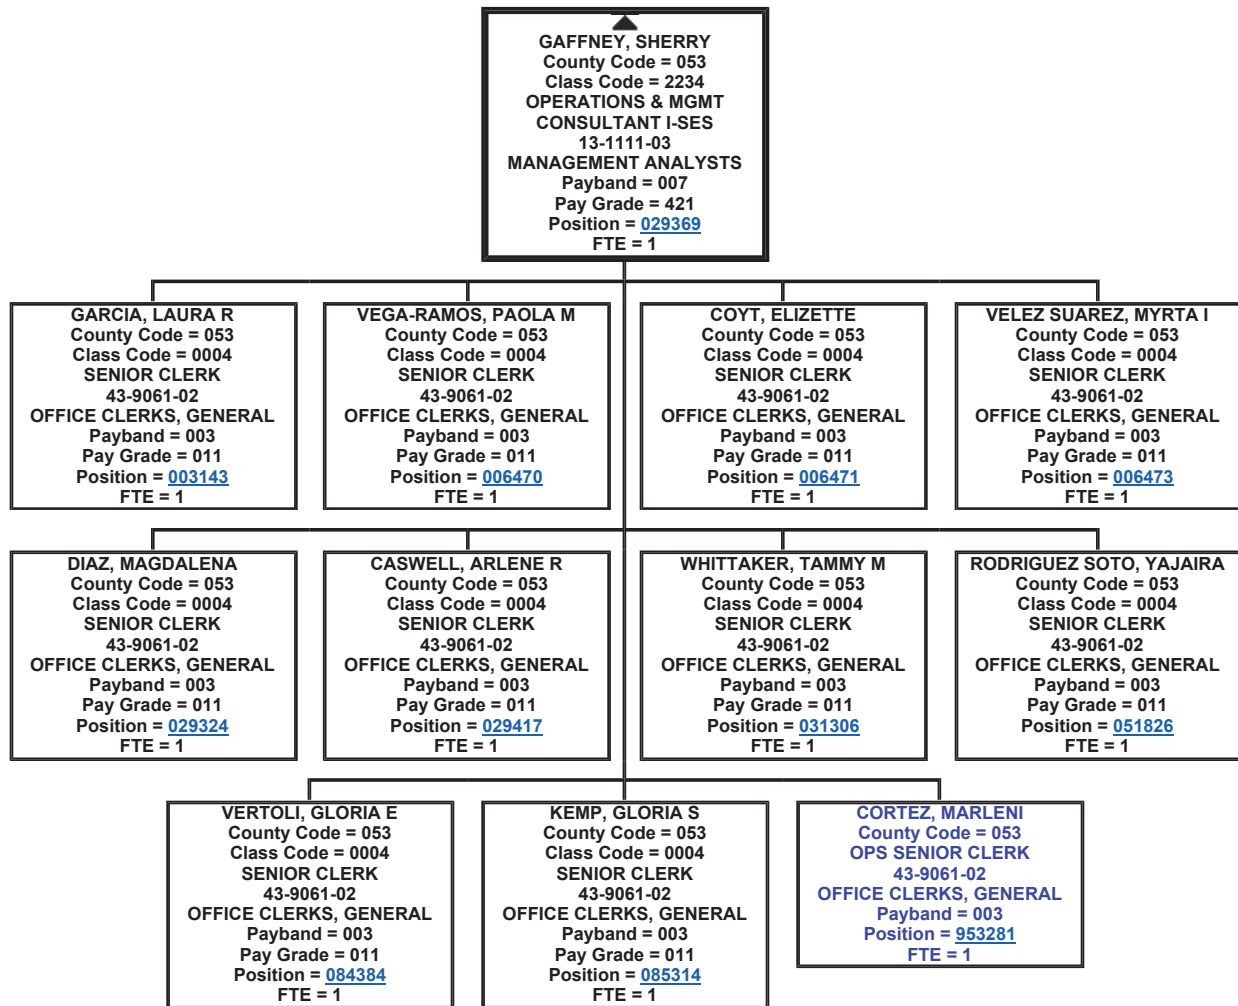 GAFFNEY, SHERRY
County Code = 053
Class Code = 2234
OPERATIONS & MGMT
CONSULTANT I-SES
13-1111-03
MANAGEMENT ANALYSTS
Payband = 007
Pay Grade = 421
Position = 029369
FTE = 1
GARCIA, LAURA R
County Code = 053
Class Code = 0004
SENIOR CLERK
43-9061-02
OFFICE CLERKS, GENERAL
Payband = 003
Pay Grade = 011
Position = 003143
FTE = 1
VEGA-RAMOS, PAOLA M
County Code = 053
Class Code = 0004
SENIOR CLERK
43-9061-02
OFFICE CLERKS, GENERAL
Payband = 003
Pay Grade = 011
Position = 006470
FTE = 1
COYT, ELIZETTE
County Code = 053
Class Code = 0004
SENIOR CLERK
43-9061-02
OFFICE CLERKS, GENERAL
Payband = 003
Pay Grade = 011
Position = 006471
FTE = 1
VELEZ SUAREZ, MYRTA I
County Code = 053
Class Code = 0004
SENIOR CLERK
43-9061-02
OFFICE CLERKS, GENERAL
Payband = 003
Pay Grade = 011
Position = 006473
FTE = 1
DIAZ, MAGDALENA
County Code = 053
Class Code = 0004
SENIOR CLERK
43-9061-02
OFFICE CLERKS, GENERAL
Payband = 003
Pay Grade = 011
Position = 029324
FTE = 1
CASWELL, ARLENE R
County Code = 053
Class Code = 0004
SENIOR CLERK
43-9061-02
OFFICE CLERKS, GENERAL
Payband = 003
Pay Grade = 011
Position = 029417
FTE = 1
WHITTAKER, TAMMY M
County Code = 053
Class Code = 0004
SENIOR CLERK
43-9061-02
OFFICE CLERKS, GENERAL
Payband = 003
Pay Grade = 011
Position = 031306
FTE = 1
RODRIGUEZ SOTO, YAJAIRA
County Code = 053
Class Code = 0004
SENIOR CLERK
43-9061-02
OFFICE CLERKS, GENERAL
Payband = 003
Pay Grade = 011
Position = 051826
FTE = 1
VERTOLI, GLORIA E
County Code = 053
Class Code = 0004
SENIOR CLERK
43-9061-02
OFFICE CLERKS, GENERAL
Payband = 003
Pay Grade = 011
Position = 084384
FTE = 1
KEMP, GLORIA S
County Code = 053
Class Code = 0004
SENIOR CLERK
43-9061-02
OFFICE CLERKS, GENERAL
Payband = 003
Pay Grade = 011
Position = 085314
FTE = 1
CORTEZ, MARLENI
County Code = 053
OPS SENIOR CLERK
43-9061-02
OFFICE CLERKS, GENERAL
Payband = 003
Position = 953281
FTE = 1